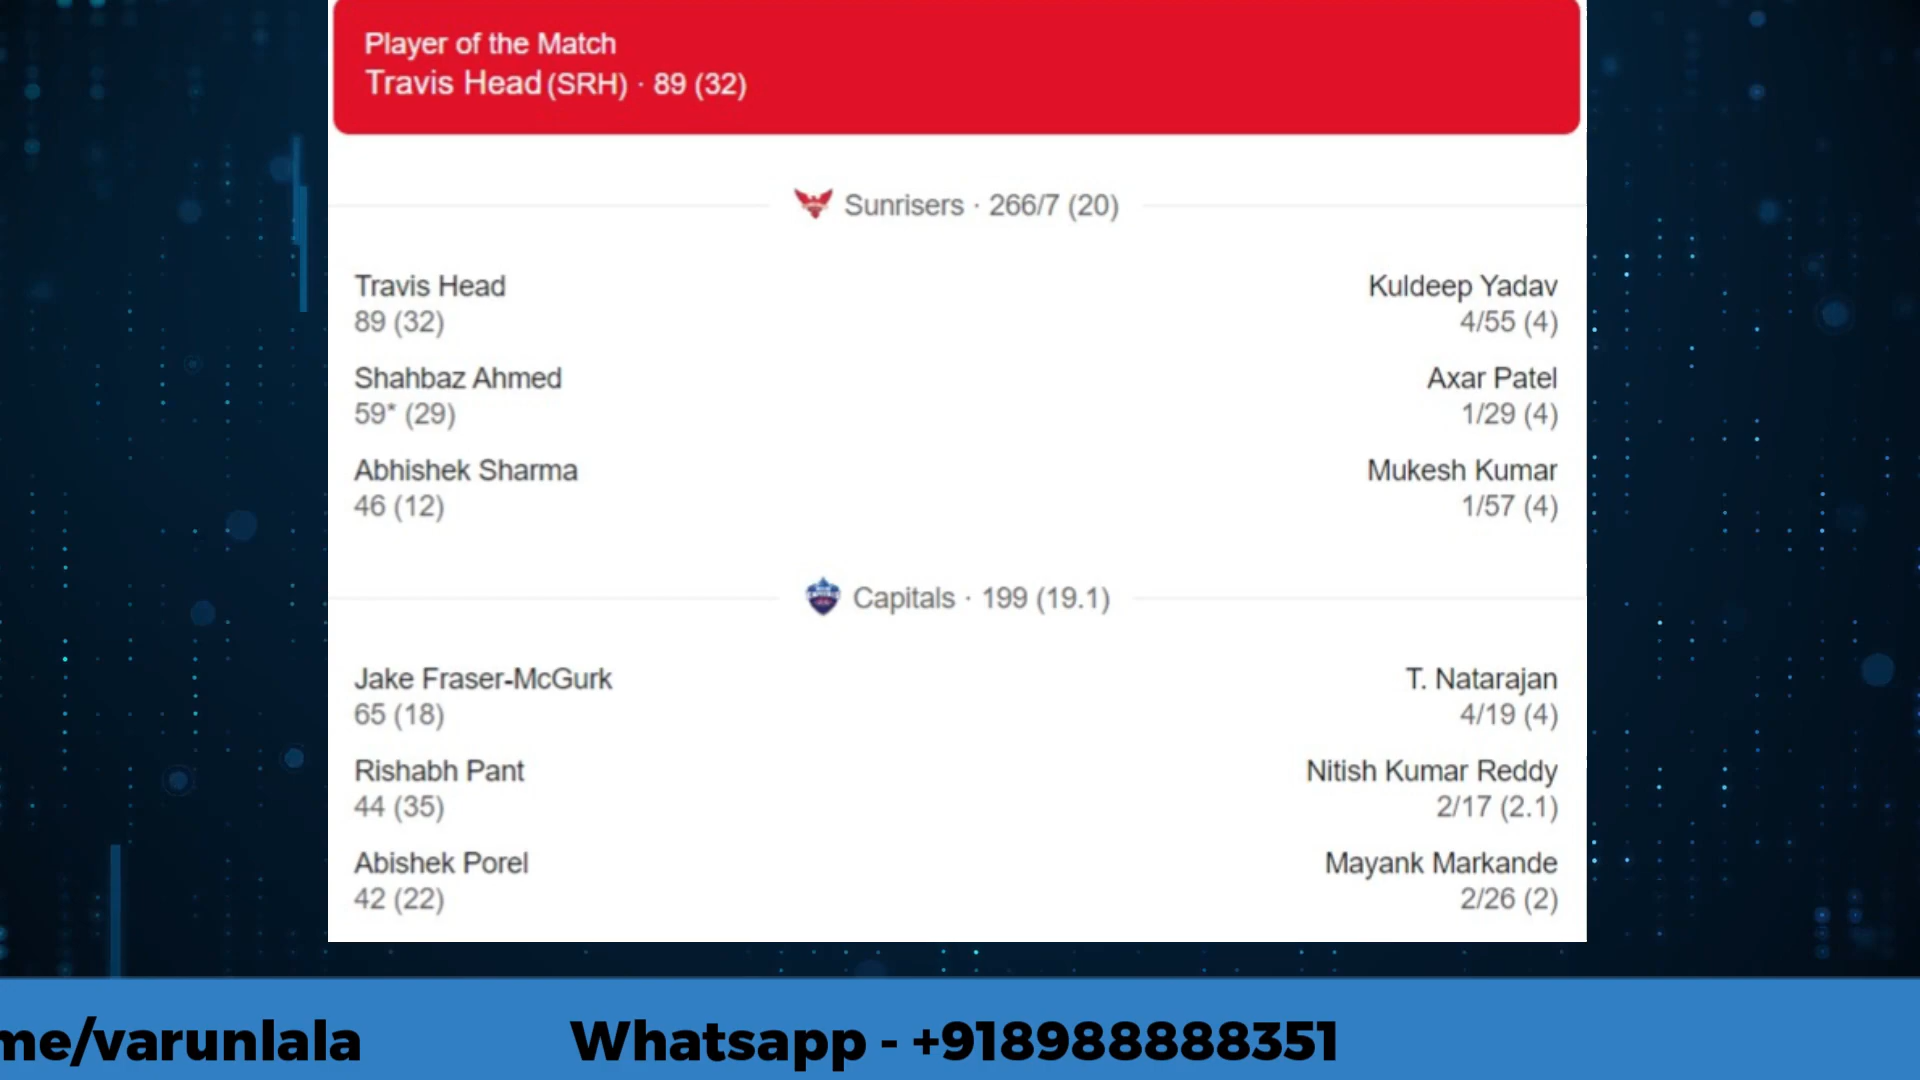 Player of the Match
Travis Head (SRH) · 89 (32)
Sunrisers · 266/7 (20)
Travis Head
89 (32)
Kuldeep Yadav
4/55 (4)
Shahbaz Ahmed
59* (29)
Axar Patel
1/29 (4)
Abhishek Sharma
46 (12)
Mukesh Kumar
1/57 (4)
Capitals · 199 (19.1)
Jake Fraser-McGurk
65 (18)
T. Natarajan
4/19 (4)
Rishabh Pant
44 (35)
Nitish Kumar Reddy
2/17 (2.1)
Abishek Porel
42 (22)
Mayank Markande
2/26 (2)
me/varunlala Whatsapp - +918988888351